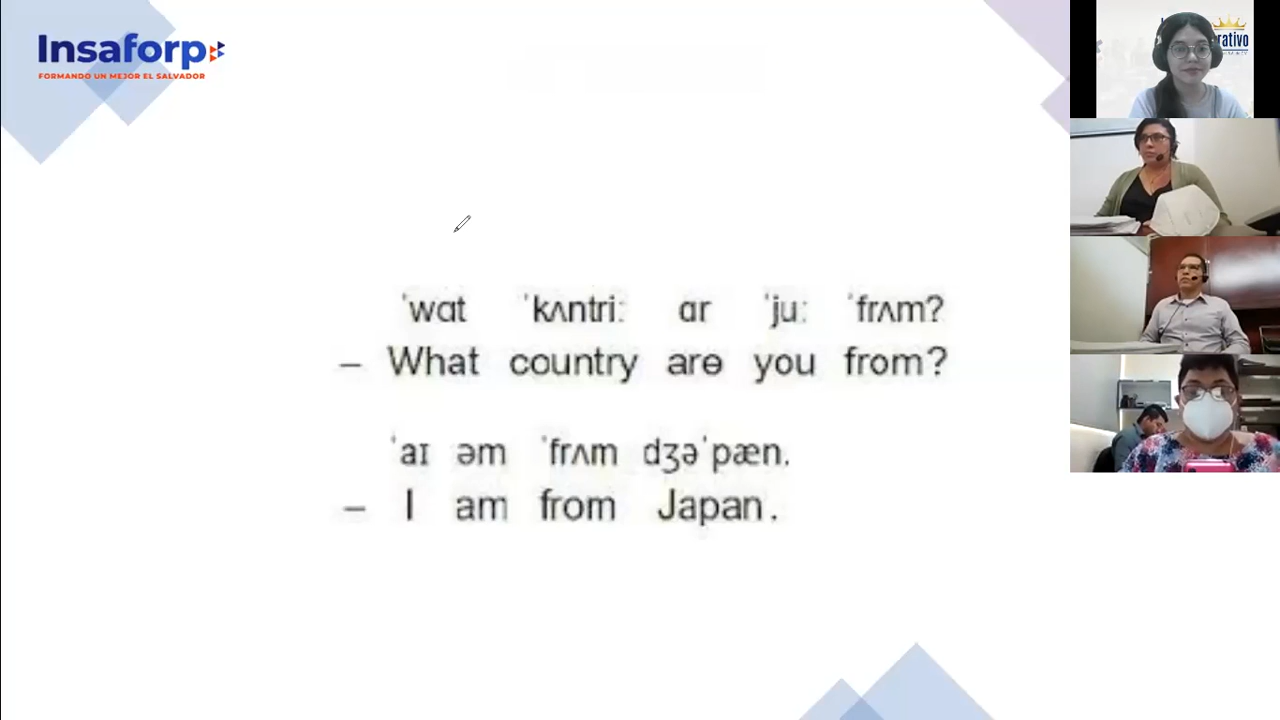 Insaforp
FORMANDO UN MEJOR EL SALVADOR
rativo
ˈwɑt ˈkʌntriː ɑr ˈjuː ˈfrʌm?
– What country are you from?
ˈaɪ əm ˈfrʌm dʒəˈpæn.
– I am from Japan.